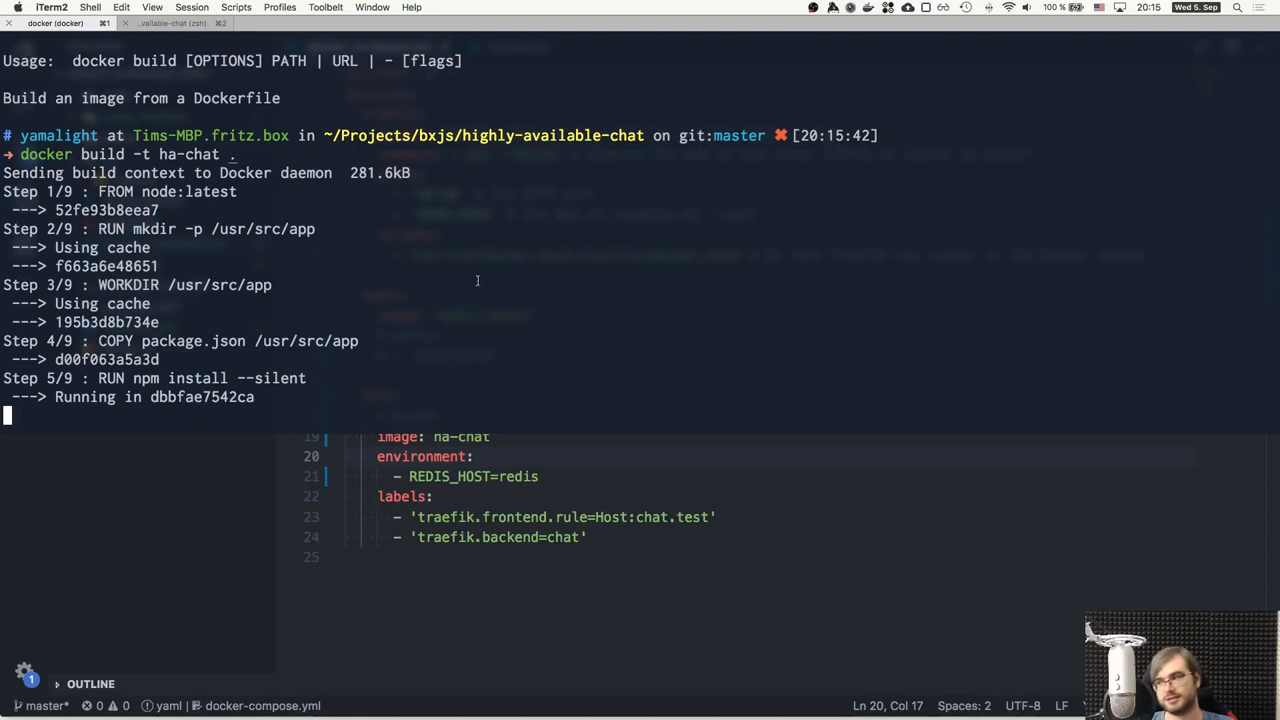 iTerm2 Shell Edit View Session Scripts Profiles Toolbelt Window Help 100 % 20:15 Wed 5. Sep
docker (docker) ⌘1 ..vailable-chat (zsh) ⌘2
Usage:  docker build [OPTIONS] PATH | URL | - [flags]
Build an image from a Dockerfile
# yamalight at Tims-MBP.fritz.box in ~/Projects/bxjs/highly-available-chat on git:master ✖ [20:15:42]
→ docker build -t ha-chat .
Sending build context to Docker daemon  281.6kB
Step 1/9 : FROM node:latest
---> 52fe93b8eea7
Step 2/9 : RUN mkdir -p /usr/src/app
---> Using cache
---> f663a6e48651
Step 3/9 : WORKDIR /usr/src/app
---> Using cache
---> 195b3d8b734e
Step 4/9 : COPY package.json /usr/src/app
---> d00f063a5a3d
Step 5/9 : RUN npm install --silent
---> Running in dbbfae7542ca
19 image: ha-chat
20 environment:
21 - REDIS_HOST=redis
22 labels:
23 - 'traefik.frontend.rule=Host:chat.test'
24 - 'traefik.backend=chat'
25
1
OUTLINE
master* 0 0 yaml | docker-compose.yml Ln 20, Col 17 Spaces: 2 UTF-8 LF